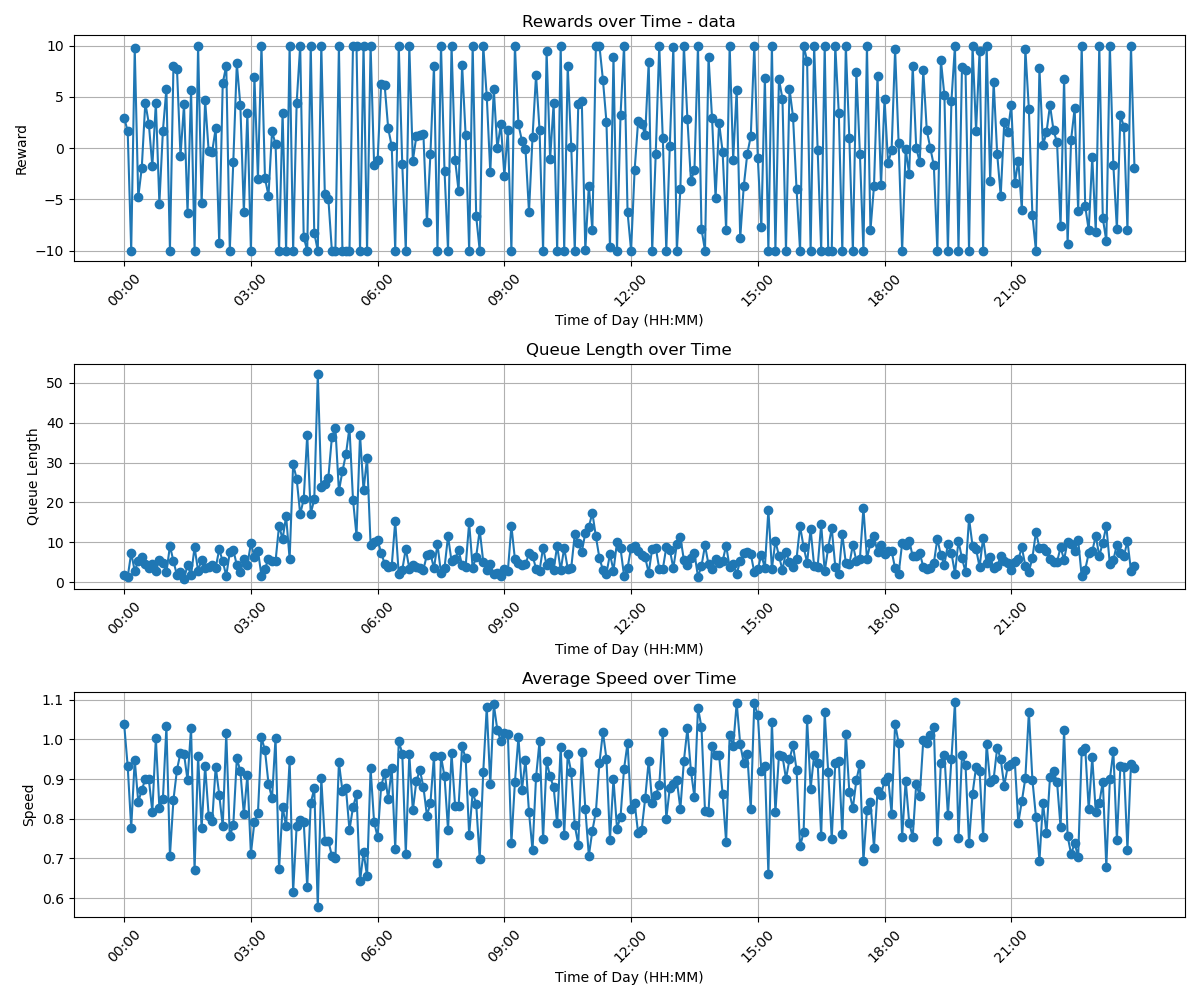 Rewards over Time - data
10
5
0
−5
−10
Reward
00:00 03:00 06:00 09:00 12:00 15:00 18:00 21:00
Time of Day (HH:MM)
Queue Length over Time
50
40
30
20
10
0
Queue Length
00:00 03:00 06:00 09:00 12:00 15:00 18:00 21:00
Time of Day (HH:MM)
Average Speed over Time
1.1
1.0
0.9
0.8
0.7
0.6
Speed
00:00 03:00 06:00 09:00 12:00 15:00 18:00 21:00
Time of Day (HH:MM)